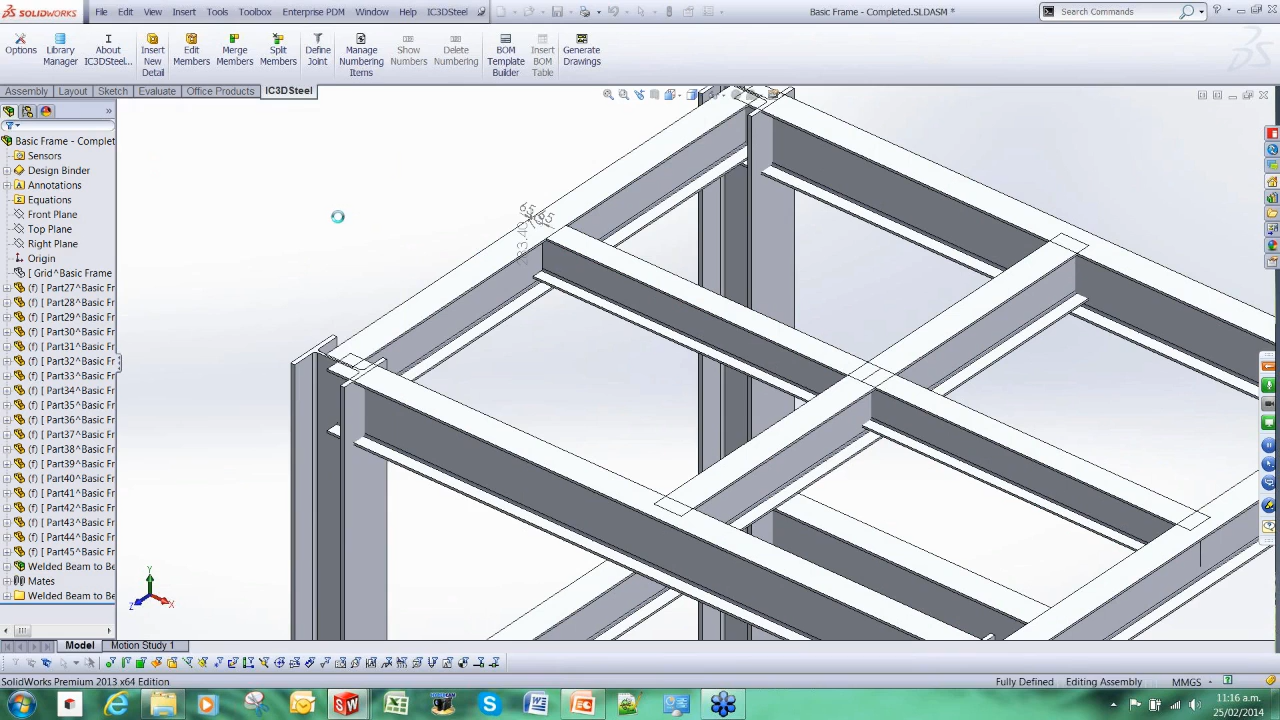 SOLIDWORKS File Edit View Insert Tools Toolbox Enterprise PDM Window Help IC3DSteel Basic Frame - Completed.SLDASM * Search Commands
Options Library Manager About IC3DSteel... Insert New Detail Edit Members Merge Members Split Members Define Joint Manage Numbering Items Show Numbers Delete Numbering BOM Template Builder Insert BOM Table Generate Drawings
Assembly Layout Sketch Evaluate Office Products IC3DSteel
Basic Frame - Complet
Sensors
Design Binder
Annotations
Equations
Front Plane
Top Plane
Right Plane
Origin
[ Grid^Basic Frame
(f) [ Part27^Basic Fr
(f) [ Part28^Basic Fr
(f) [ Part29^Basic Fr
(f) [ Part30^Basic Fr
(f) [ Part31^Basic Fr
(f) [ Part32^Basic Fr
(f) [ Part33^Basic Fr
(f) [ Part34^Basic Fr
(f) [ Part35^Basic Fr
(f) [ Part36^Basic Fr
(f) [ Part37^Basic Fr
(f) [ Part38^Basic Fr
(f) [ Part39^Basic Fr
(f) [ Part40^Basic Fr
(f) [ Part41^Basic Fr
(f) [ Part42^Basic Fr
(f) [ Part43^Basic Fr
(f) [ Part44^Basic Fr
(f) [ Part45^Basic Fr
Welded Beam to Be
Mates
Welded Beam to Be
65
Y
X
Z
Model Motion Study 1
SolidWorks Premium 2013 x64 Edition Fully Defined Editing Assembly MMGS
11:16 a.m.
25/02/2014